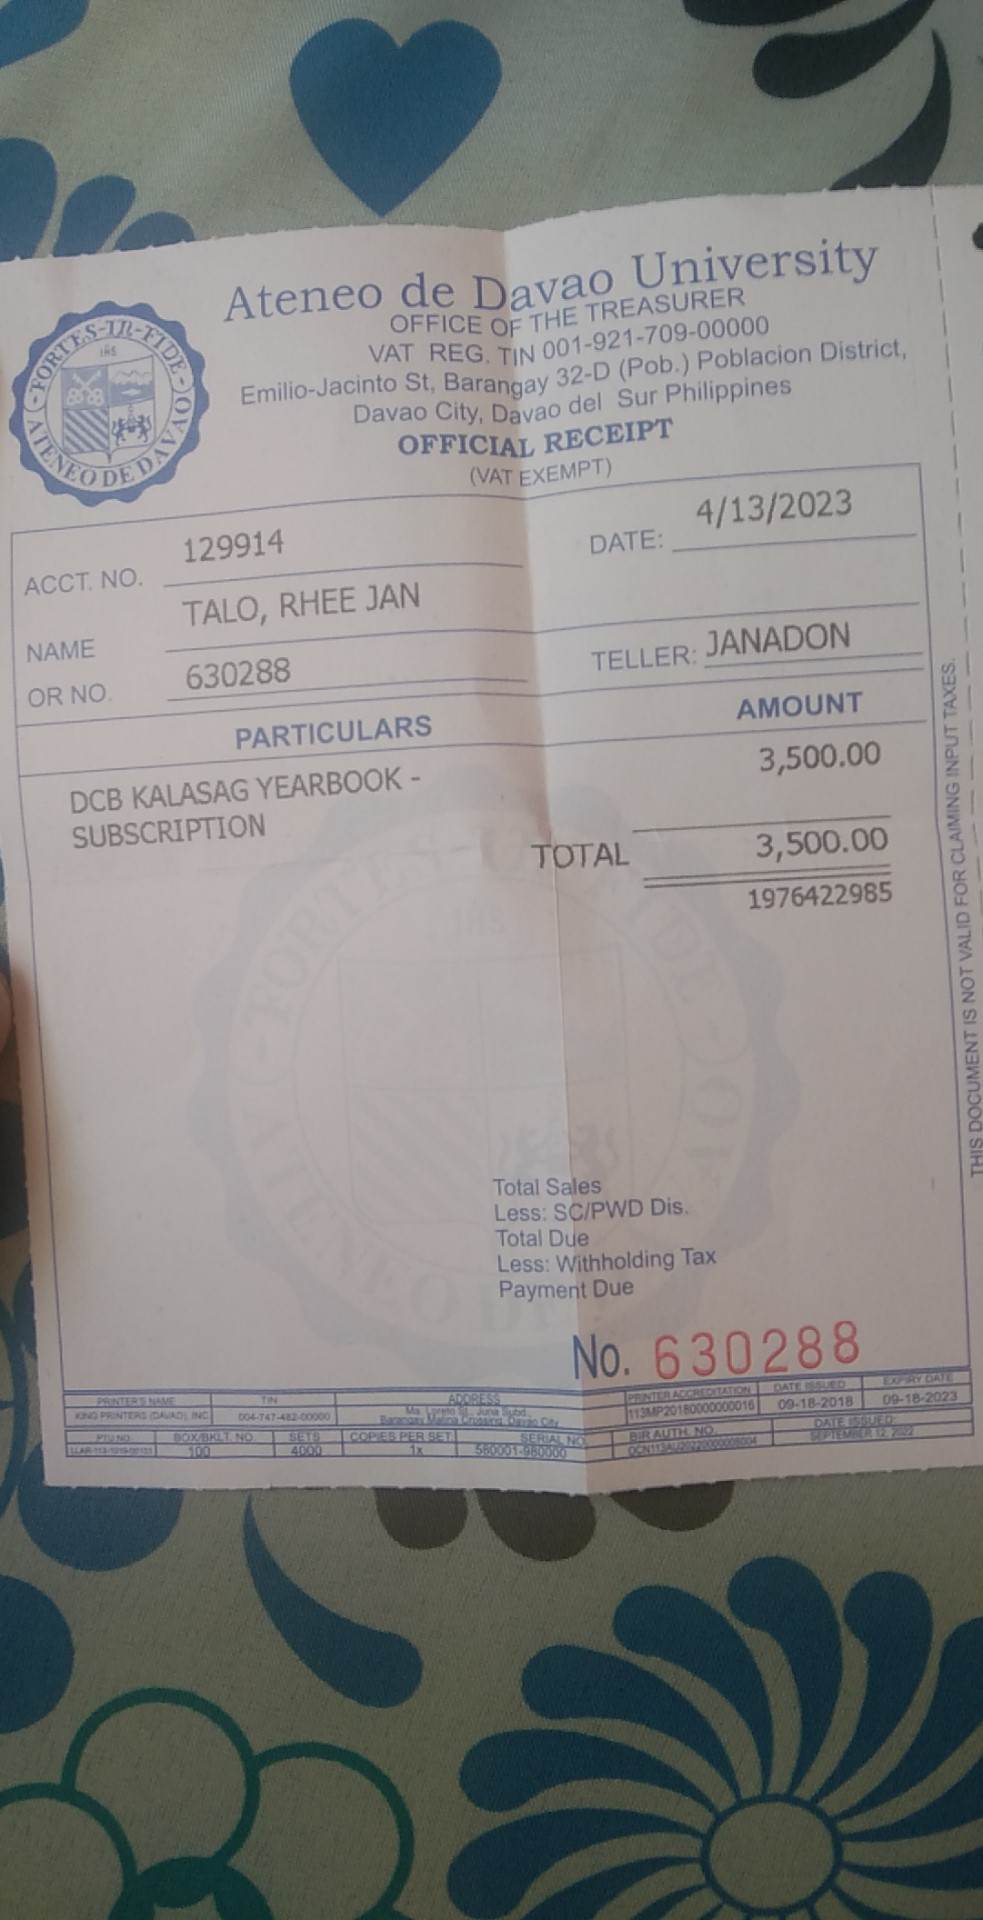 Ateneo de Davao University
OFFICE OF THE TREASURER
VAT REG. TIN 001-921-709-00000
Emilio-Jacinto St, Barangay 32-D (Pob.) Poblacion District,
Davao City, Davao del Sur Philippines
OFFICIAL RECEIPT
(VAT EXEMPT)
FORTES-IN-FIDE
IHS
ATENEO DE DAVAO
ACCT. NO. 129914
DATE: 4/13/2023
NAME TALO, RHEE JAN
OR NO. 630288
TELLER: JANADON
PARTICULARS AMOUNT
DCB KALASAG YEARBOOK - 3,500.00
SUBSCRIPTION
TOTAL 3,500.00
1976422985
Total Sales
Less: SC/PWD Dis.
Total Due
Less: Withholding Tax
Payment Due
No. 630288
THIS DOCUMENT IS NOT VALID FOR CLAIMING INPUT TAXES.
PRINTER'S NAME TIN ADDRESS PRINTER ACCREDITATION DATE ISSUED EXPIRY DATE
KING PRINTERS (DAVAO), INC 004-747-482-00000 Ma. Loreto St., Juna Subd., 113MP20180000000016 09-18-2018 09-18-2023
Barangay Matina Crossing, Davao City
PTU NO. BOX/BKLT. NO. SETS COPIES PER SET SERIAL NO. BIR AUTH. NO. DATE ISSUED
100 4000 1x 580001-980000 SEPTEMBER 12, 2022